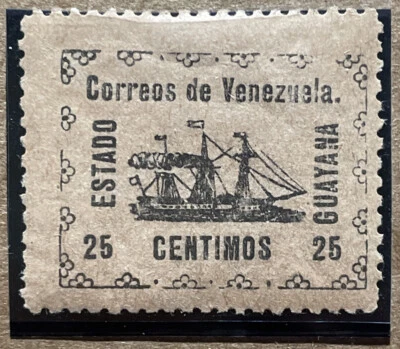 Correos de Venezuela.
ESTADO
GUAYANA
25 CENTIMOS 25